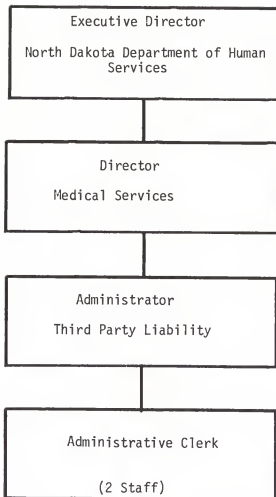 Executive Director
North Dakota Department of Human
Services
Director
Medical Services
Administrator
Third Party Liability
Administrative Clerk
(2 Staff)